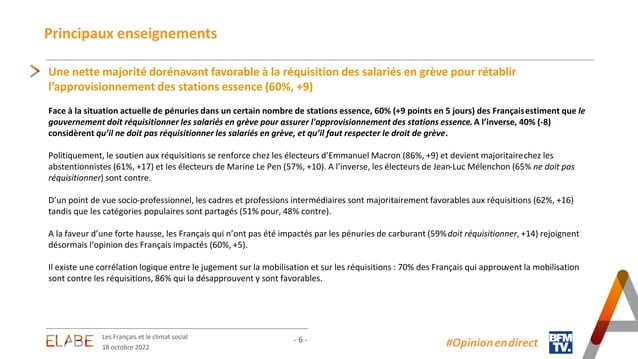 Principaux enseignements
Une nette majorité dorénavant favorable à la réquisition des salariés en grève pour rétablir
l’approvisionnement des stations essence (60%, +9)
Face à la situation actuelle de pénuries dans un certain nombre de stations essence, 60% (+9 points en 5 jours) des Français estiment que le
gouvernement doit réquisitionner les salariés en grève pour assurer l’approvisionnement des stations essence. A l’inverse, 40% (-8)
considèrent qu’il ne doit pas réquisitionner les salariés en grève, et qu’il faut respecter le droit de grève.
Politiquement, le soutien aux réquisitions se renforce chez les électeurs d’Emmanuel Macron (86%, +9) et devient majoritaire chez les
abstentionnistes (61%, +17) et les électeurs de Marine Le Pen (57%, +10). A l’inverse, les électeurs de Jean-Luc Mélenchon (65% ne doit pas
réquisitionner) sont contre.
D’un point de vue socio-professionnel, les cadres et professions intermédiaires sont majoritairement favorables aux réquisitions (62%, +16)
tandis que les catégories populaires sont partagés (51% pour, 48% contre).
A la faveur d’une forte hausse, les Français qui n’ont pas été impactés par les pénuries de carburant (59% doit réquisitionner, +14) rejoignent
désormais l’opinion des Français impactés (60%, +5).
Il existe une corrélation logique entre le jugement sur la mobilisation et sur les réquisitions : 70% des Français qui approuvent la mobilisation
sont contre les réquisitions, 86% qui la désapprouvent y sont favorables.
ELABE
Les Français et le climat social
18 octobre 2022
- 6 -
#Opinion en direct
BFM
TV.